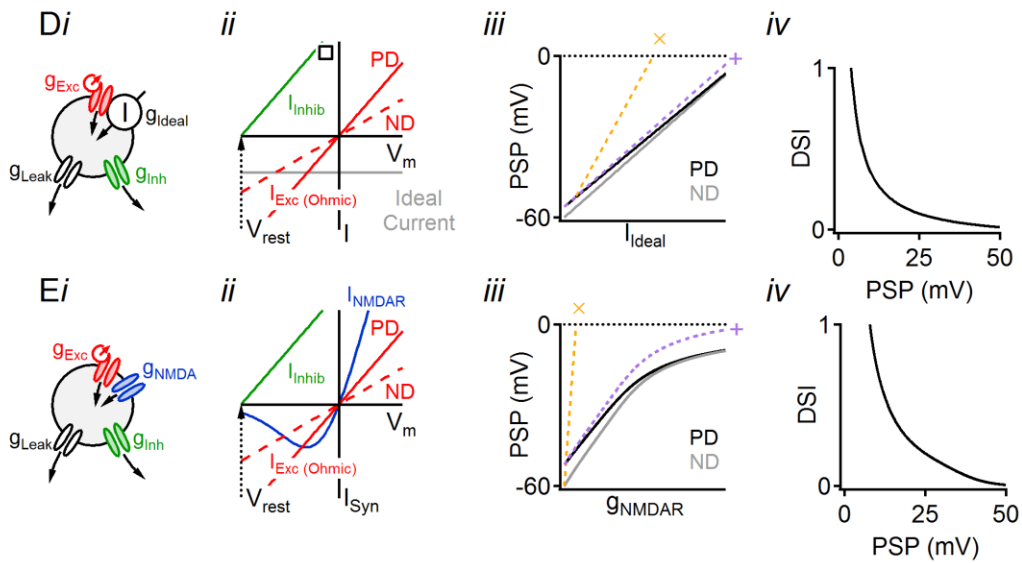 Di
ii
iii
iv
gExc
I
gIdeal
gLeak
gInh
PD
IInhib
ND
Vm
IExc (Ohmic)
Ideal
Current
Vrest
I
0
PSP (mV)
-60
PD
ND
IIdeal
1
DSI
0
0
25
50
PSP (mV)
Ei
ii
iii
iv
gExc
gNMDA
gLeak
gInh
INMDAR
PD
IInhib
ND
Vm
IExc (Ohmic)
Vrest
ISyn
0
PSP (mV)
-60
PD
ND
gNMDAR
1
DSI
0
0
25
50
PSP (mV)